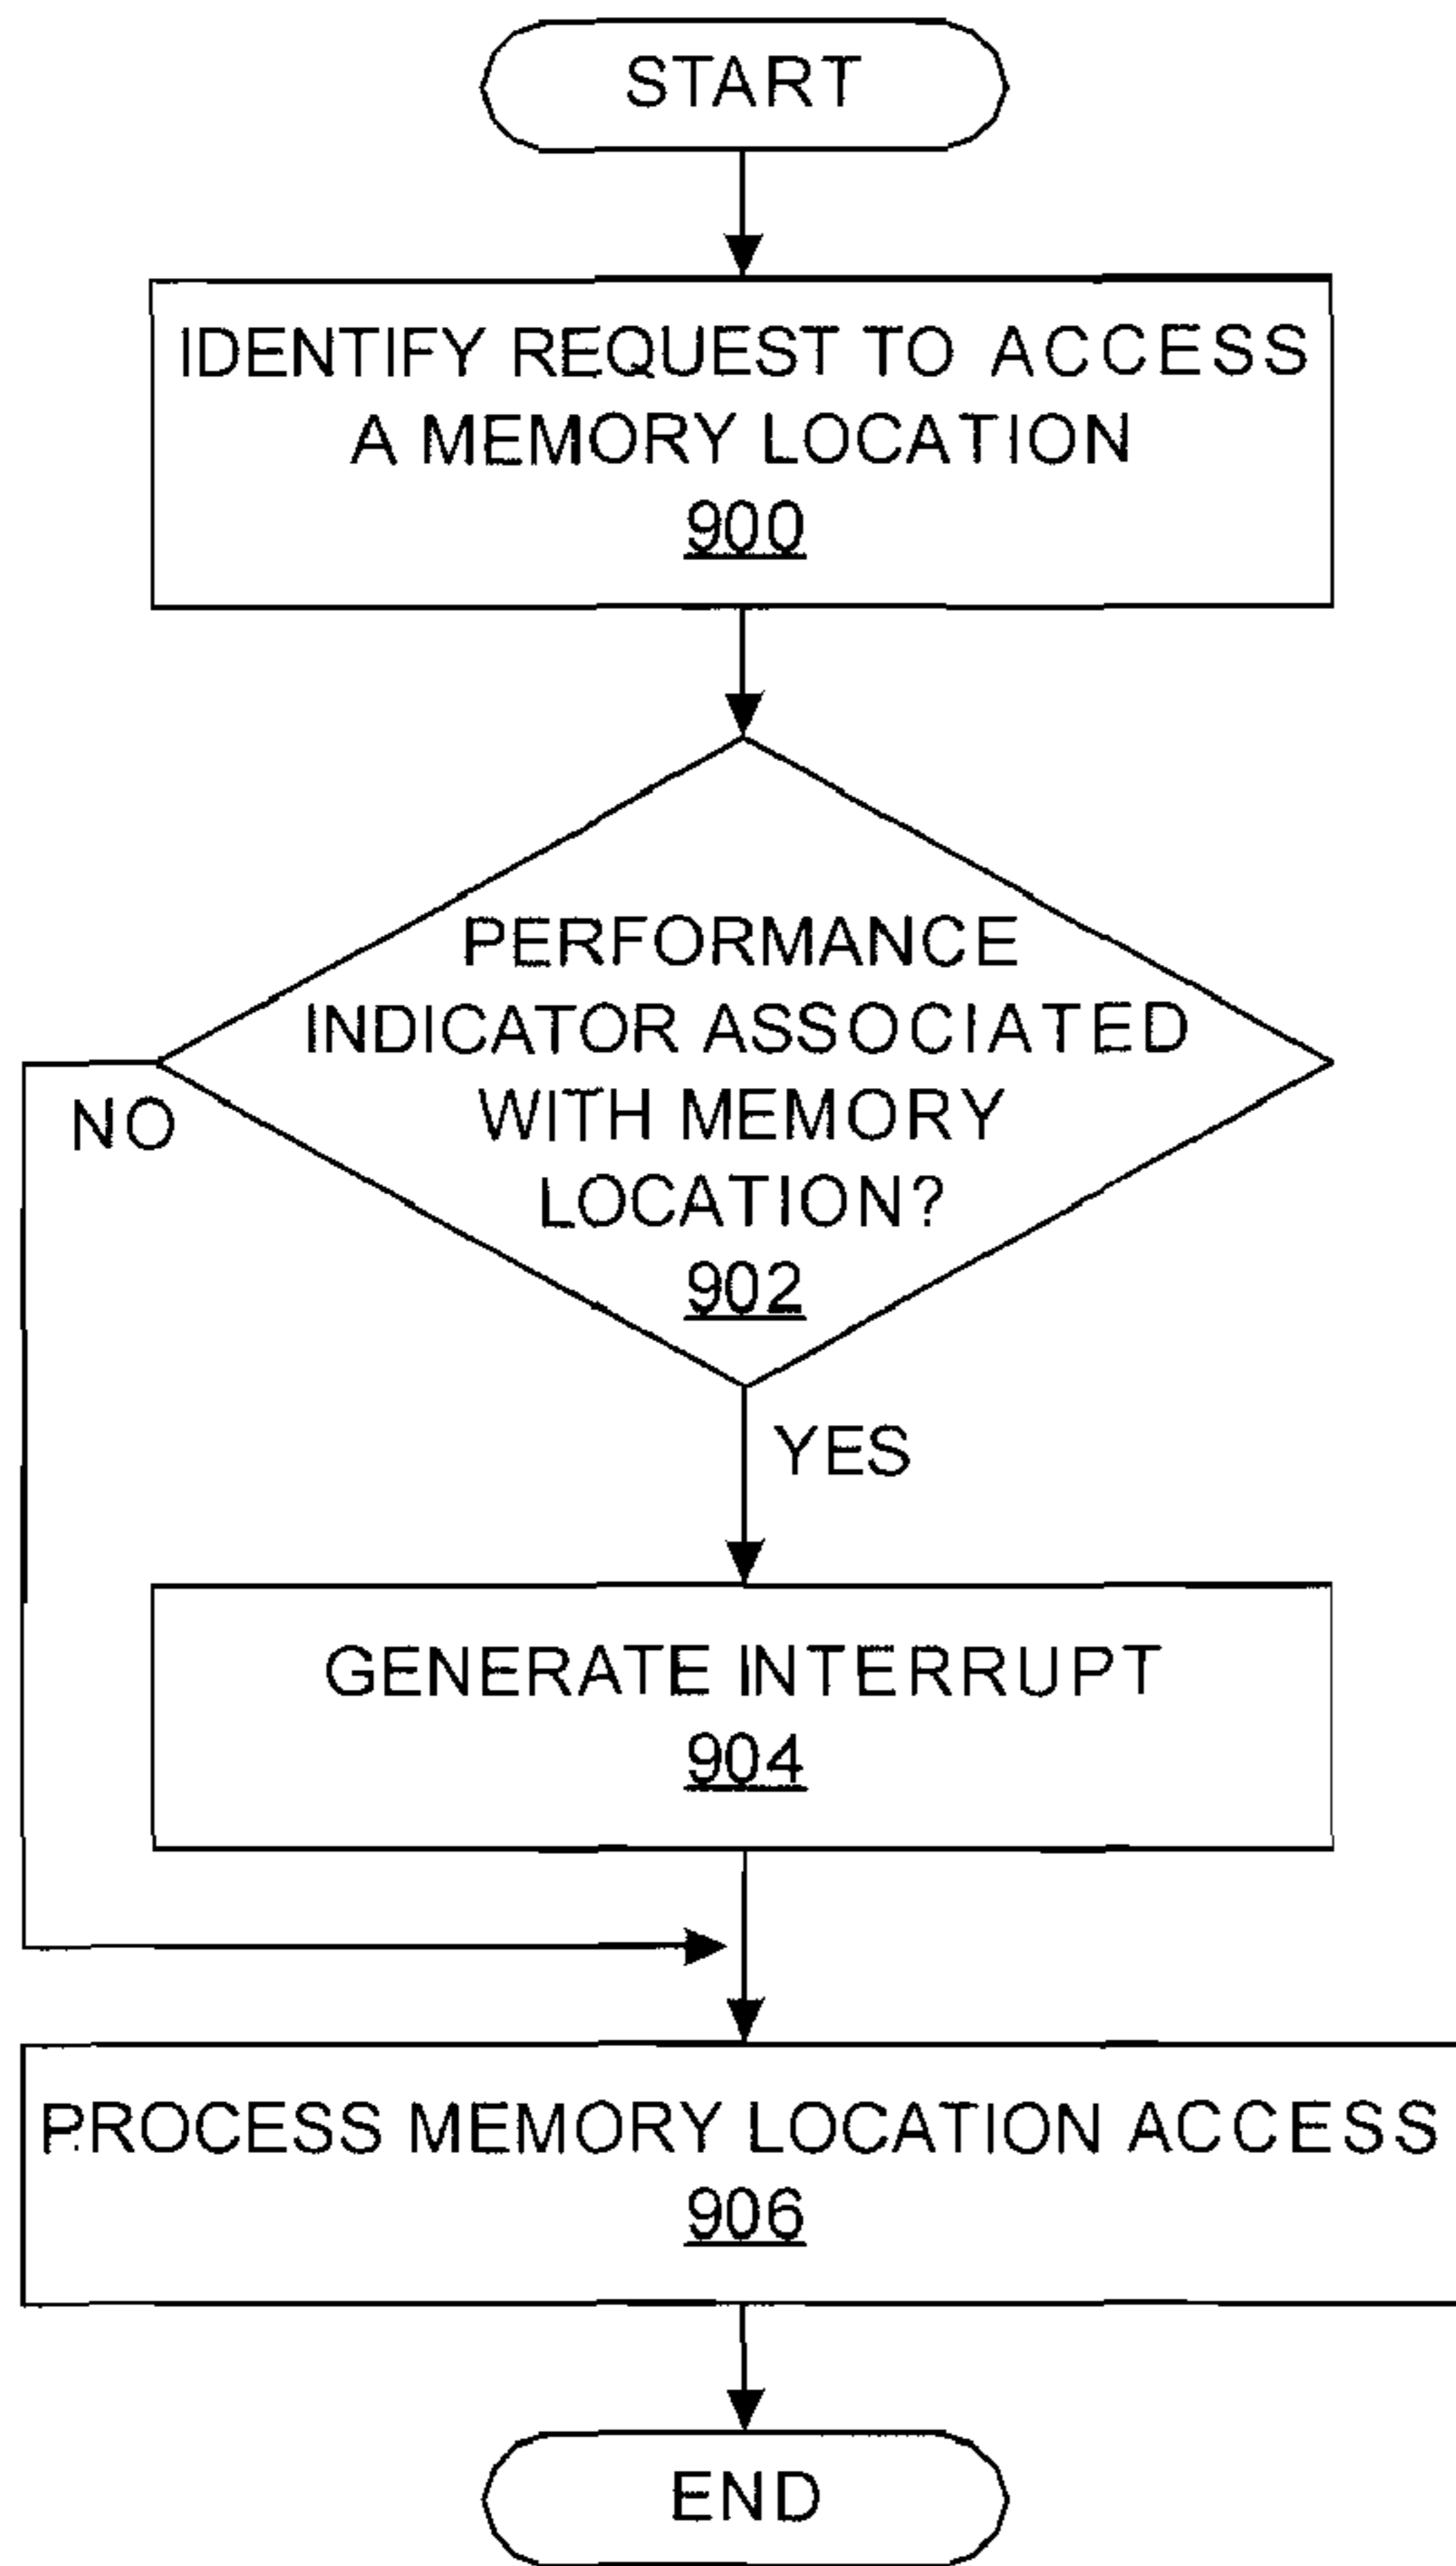 START
IDENTIFY REQUEST TO ACCESS
A MEMORY LOCATION
900
PERFORMANCE
INDICATOR ASSOCIATED
WITH MEMORY
LOCATION?
902
NO
YES
GENERATE INTERRUPT
904
PROCESS MEMORY LOCATION ACCESS
906
END